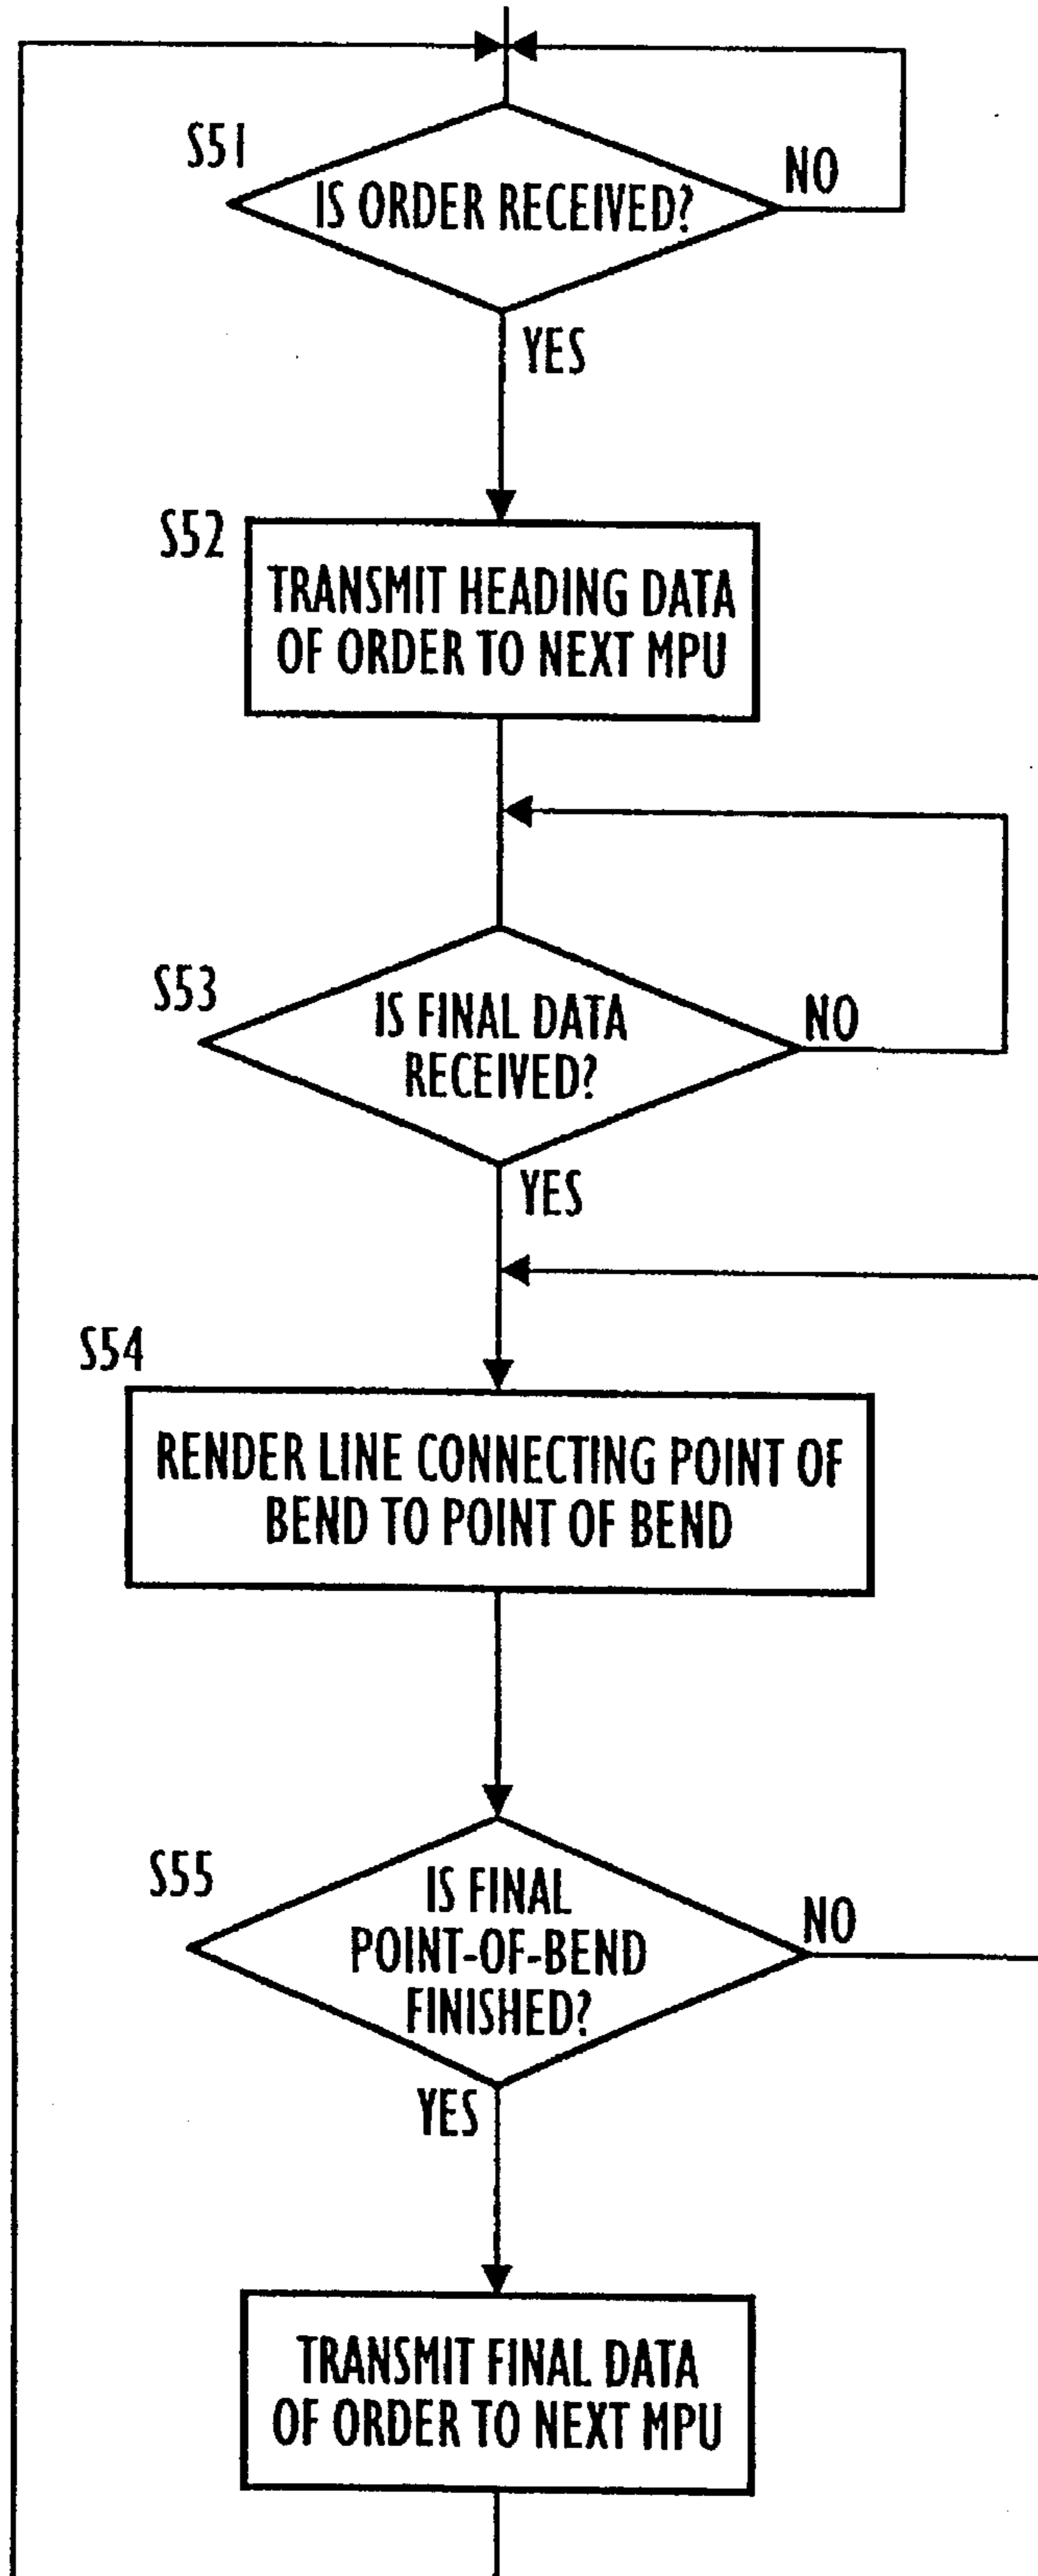 S51
IS ORDER RECEIVED?
NO
YES
S52
TRANSMIT HEADING DATA
OF ORDER TO NEXT MPU
S53
IS FINAL DATA
RECEIVED?
NO
YES
S54
RENDER LINE CONNECTING POINT OF
BEND TO POINT OF BEND
S55
IS FINAL
POINT-OF-BEND
FINISHED?
NO
YES
TRANSMIT FINAL DATA
OF ORDER TO NEXT MPU